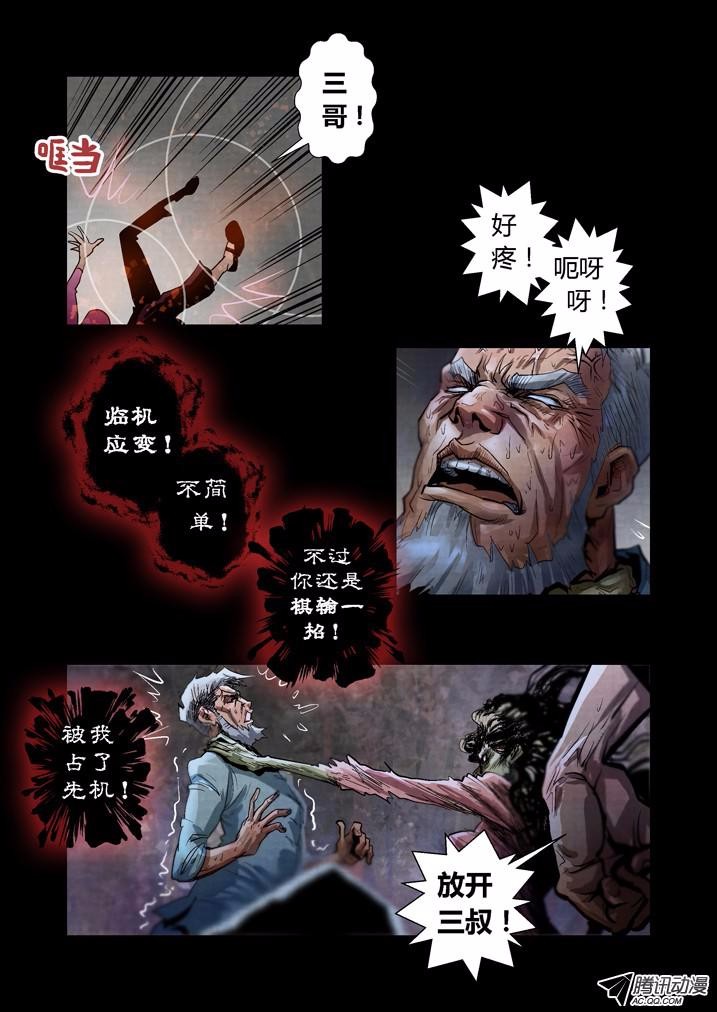 三
哥！
哐当
好
疼！
呃呀
呀！
临机
应变！
不简
单！
不过
你还是
棋输一
招！
被我
占了
先机！
放开
三叔！
腾讯动漫
AC.QQ.COM